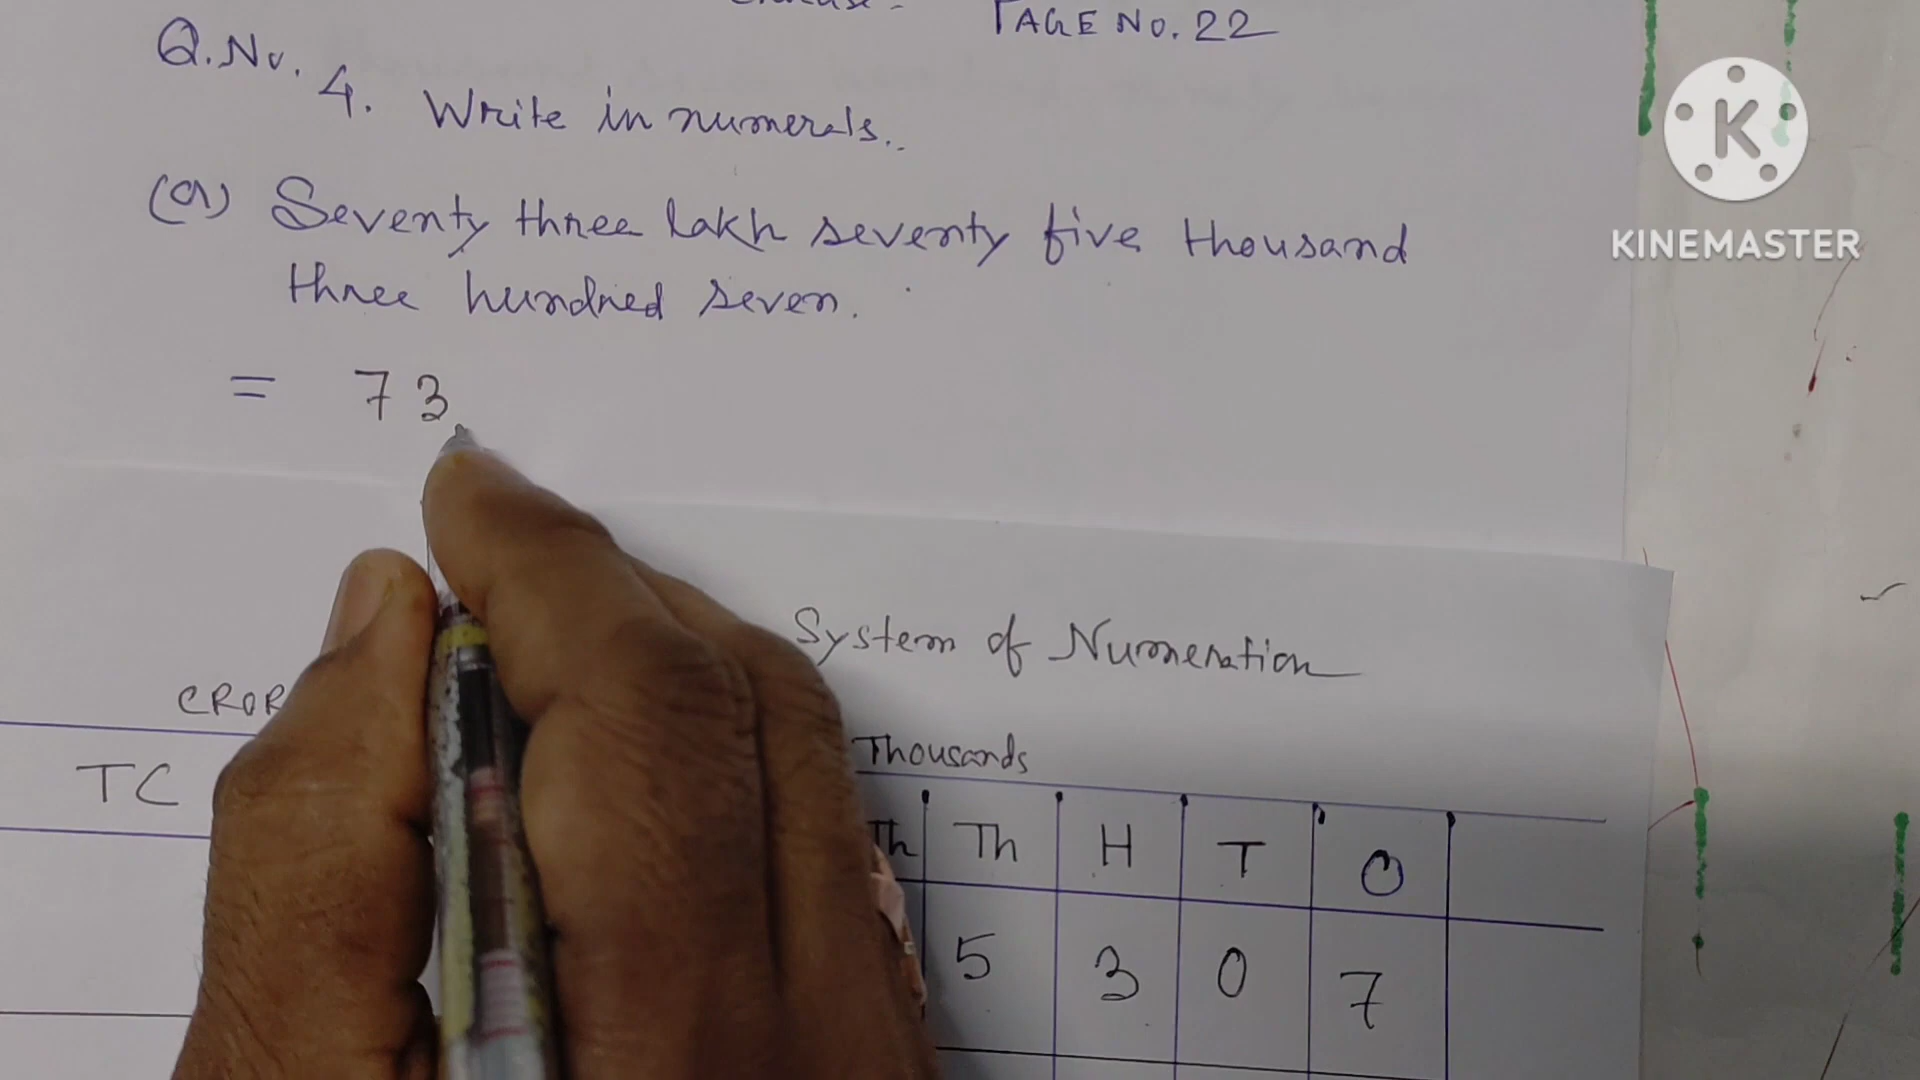 PAGE No. 22
Q.No. 4. Write in numerals..
(a) Seventy three lakh seventy five thousand
three hundred seven.
= 73
System of Numeration
Thousands
TC Th Th H T O
5 3 0 7
K
KINEMASTER